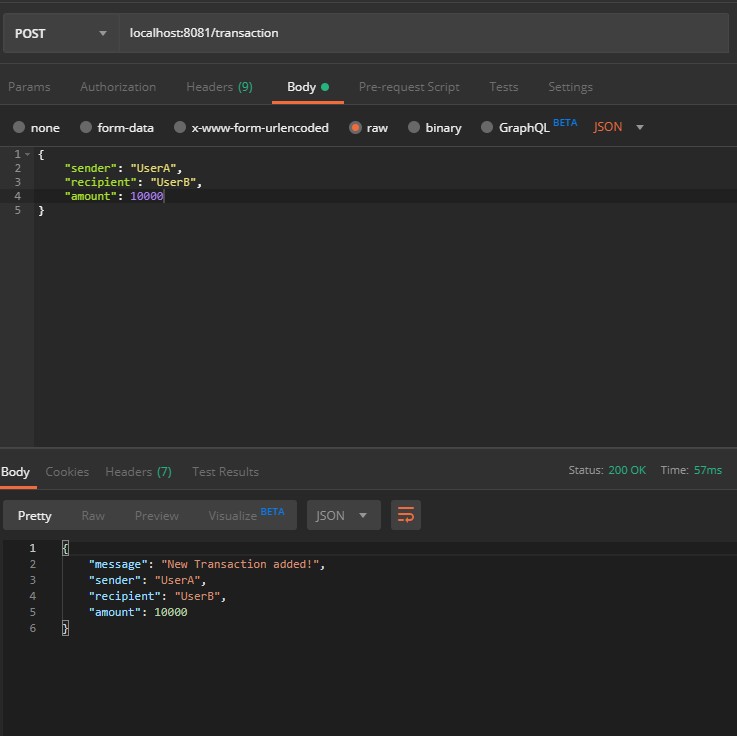 POST localhost:8081/transaction
Params Authorization Headers (9) Body Pre-request Script Tests Settings
none form-data x-www-form-urlencoded raw binary GraphQL BETA JSON
1 {
2 "sender": "UserA",
3 "recipient": "UserB",
4 "amount": 10000
5 }
Body Cookies Headers (7) Test Results Status: 200 OK Time: 57ms
Pretty Raw Preview Visualize BETA JSON
1 {
2 "message": "New Transaction added!",
3 "sender": "UserA",
4 "recipient": "UserB",
5 "amount": 10000
6 }